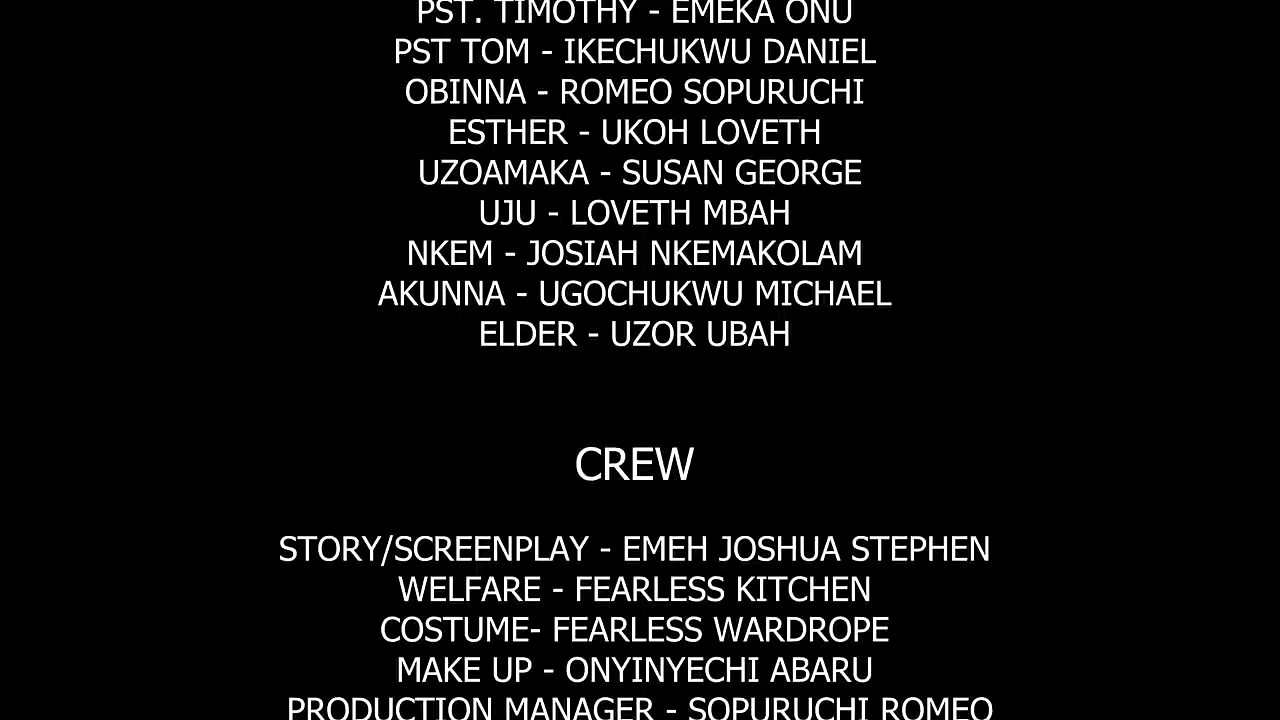 PST. TIMOTHY - EMEKA ONU
PST TOM - IKECHUKWU DANIEL
OBINNA - ROMEO SOPURUCHI
ESTHER - UKOH LOVETH
UZOAMAKA - SUSAN GEORGE
UJU - LOVETH MBAH
NKEM - JOSIAH NKEMAKOLAM
AKUNNA - UGOCHUKWU MICHAEL
ELDER - UZOR UBAH
CREW
STORY/SCREENPLAY - EMEH JOSHUA STEPHEN
WELFARE - FEARLESS KITCHEN
COSTUME- FEARLESS WARDROPE
MAKE UP - ONYINYECHI ABARU
PRODUCTION MANAGER - SOPURUCHI ROMEO